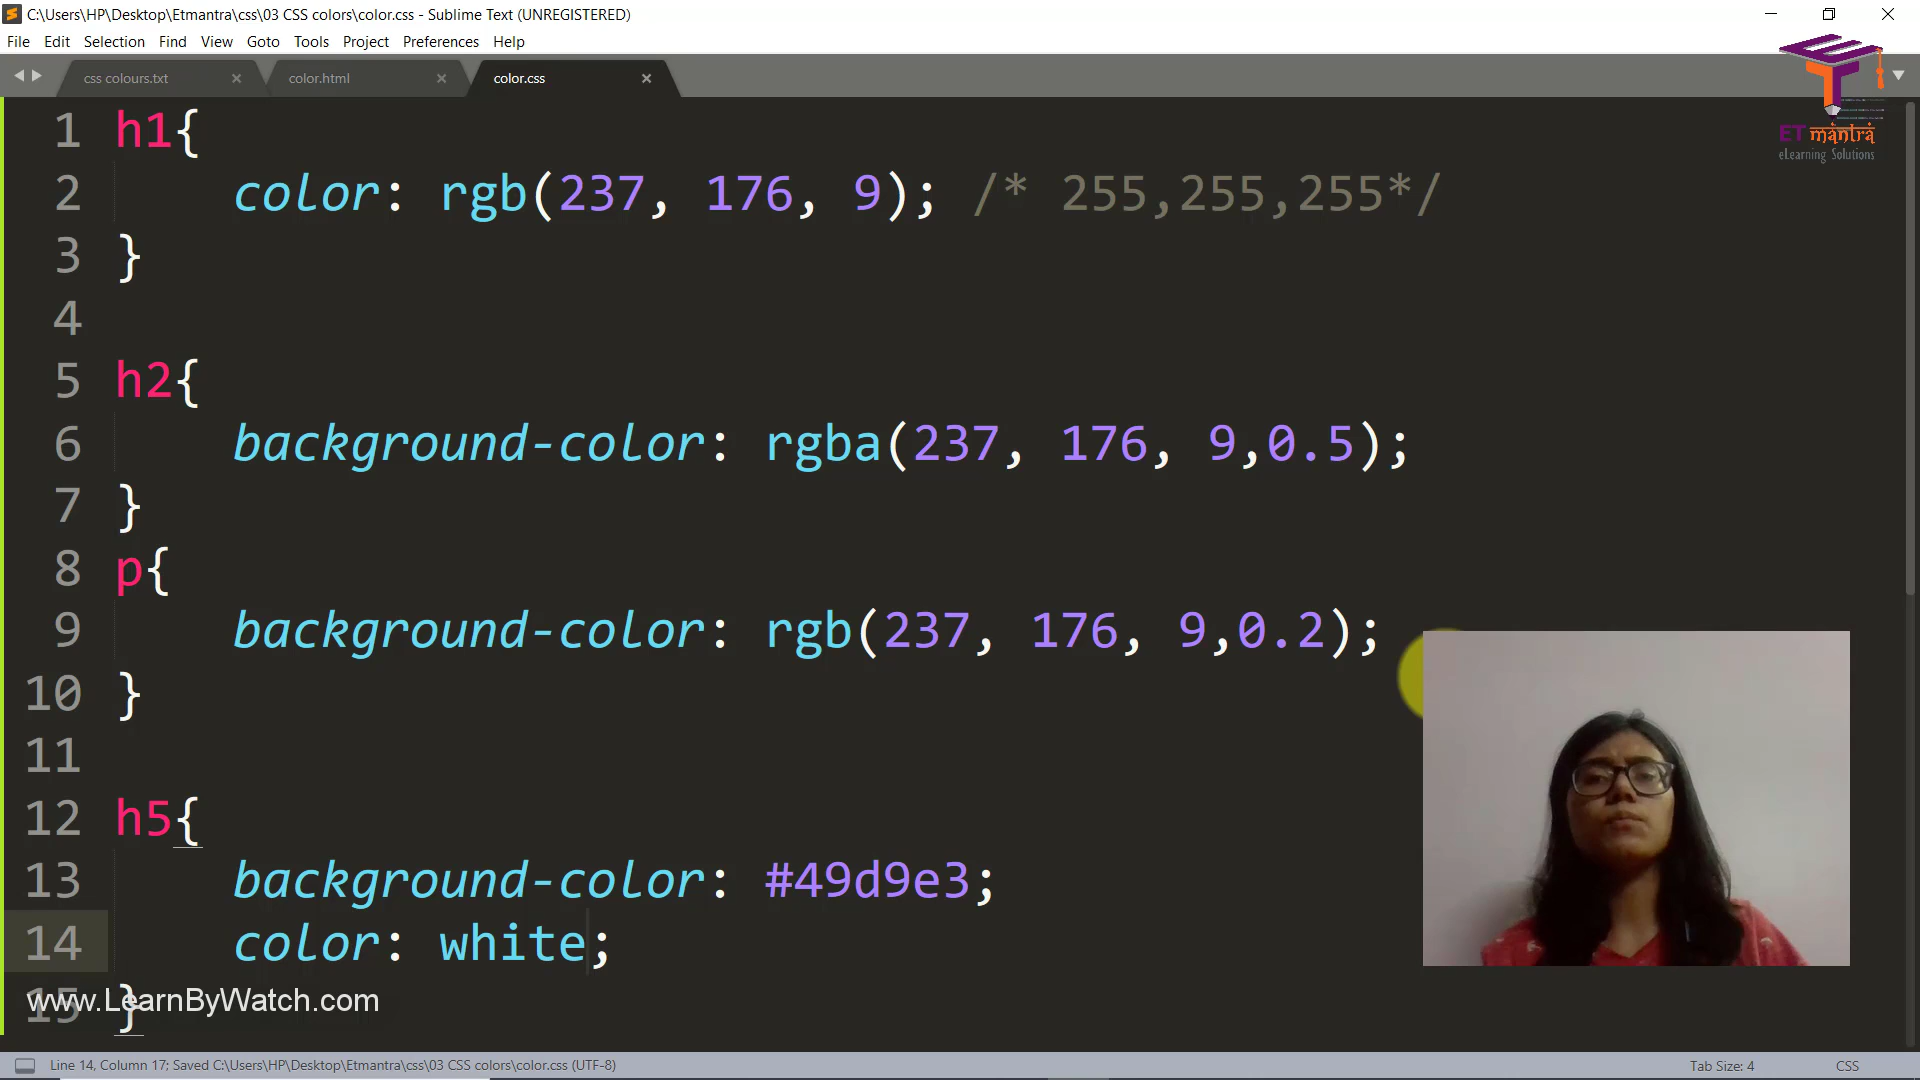 C:\Users\HP\Desktop\Etmantra\css\03 CSS colors\color.css - Sublime Text (UNREGISTERED)
File Edit Selection Find View Goto Tools Project Preferences Help
css colours.txt color.html color.css
ET mantra
eLearning Solutions
1 h1{
2 color: rgb(237, 176, 9); /* 255,255,255*/
3 }
4
5 h2{
6 background-color: rgba(237, 176, 9,0.5);
7 }
8 p{
9 background-color: rgb(237, 176, 9,0.2);
10 }
11
12 h5{
13 background-color: #49d9e3;
14 color: white;
15 }
www.LearnByWatch.com
Line 14, Column 17; Saved C:\Users\HP\Desktop\Etmantra\css\03 CSS colors\color.css (UTF-8) Tab Size: 4 CSS